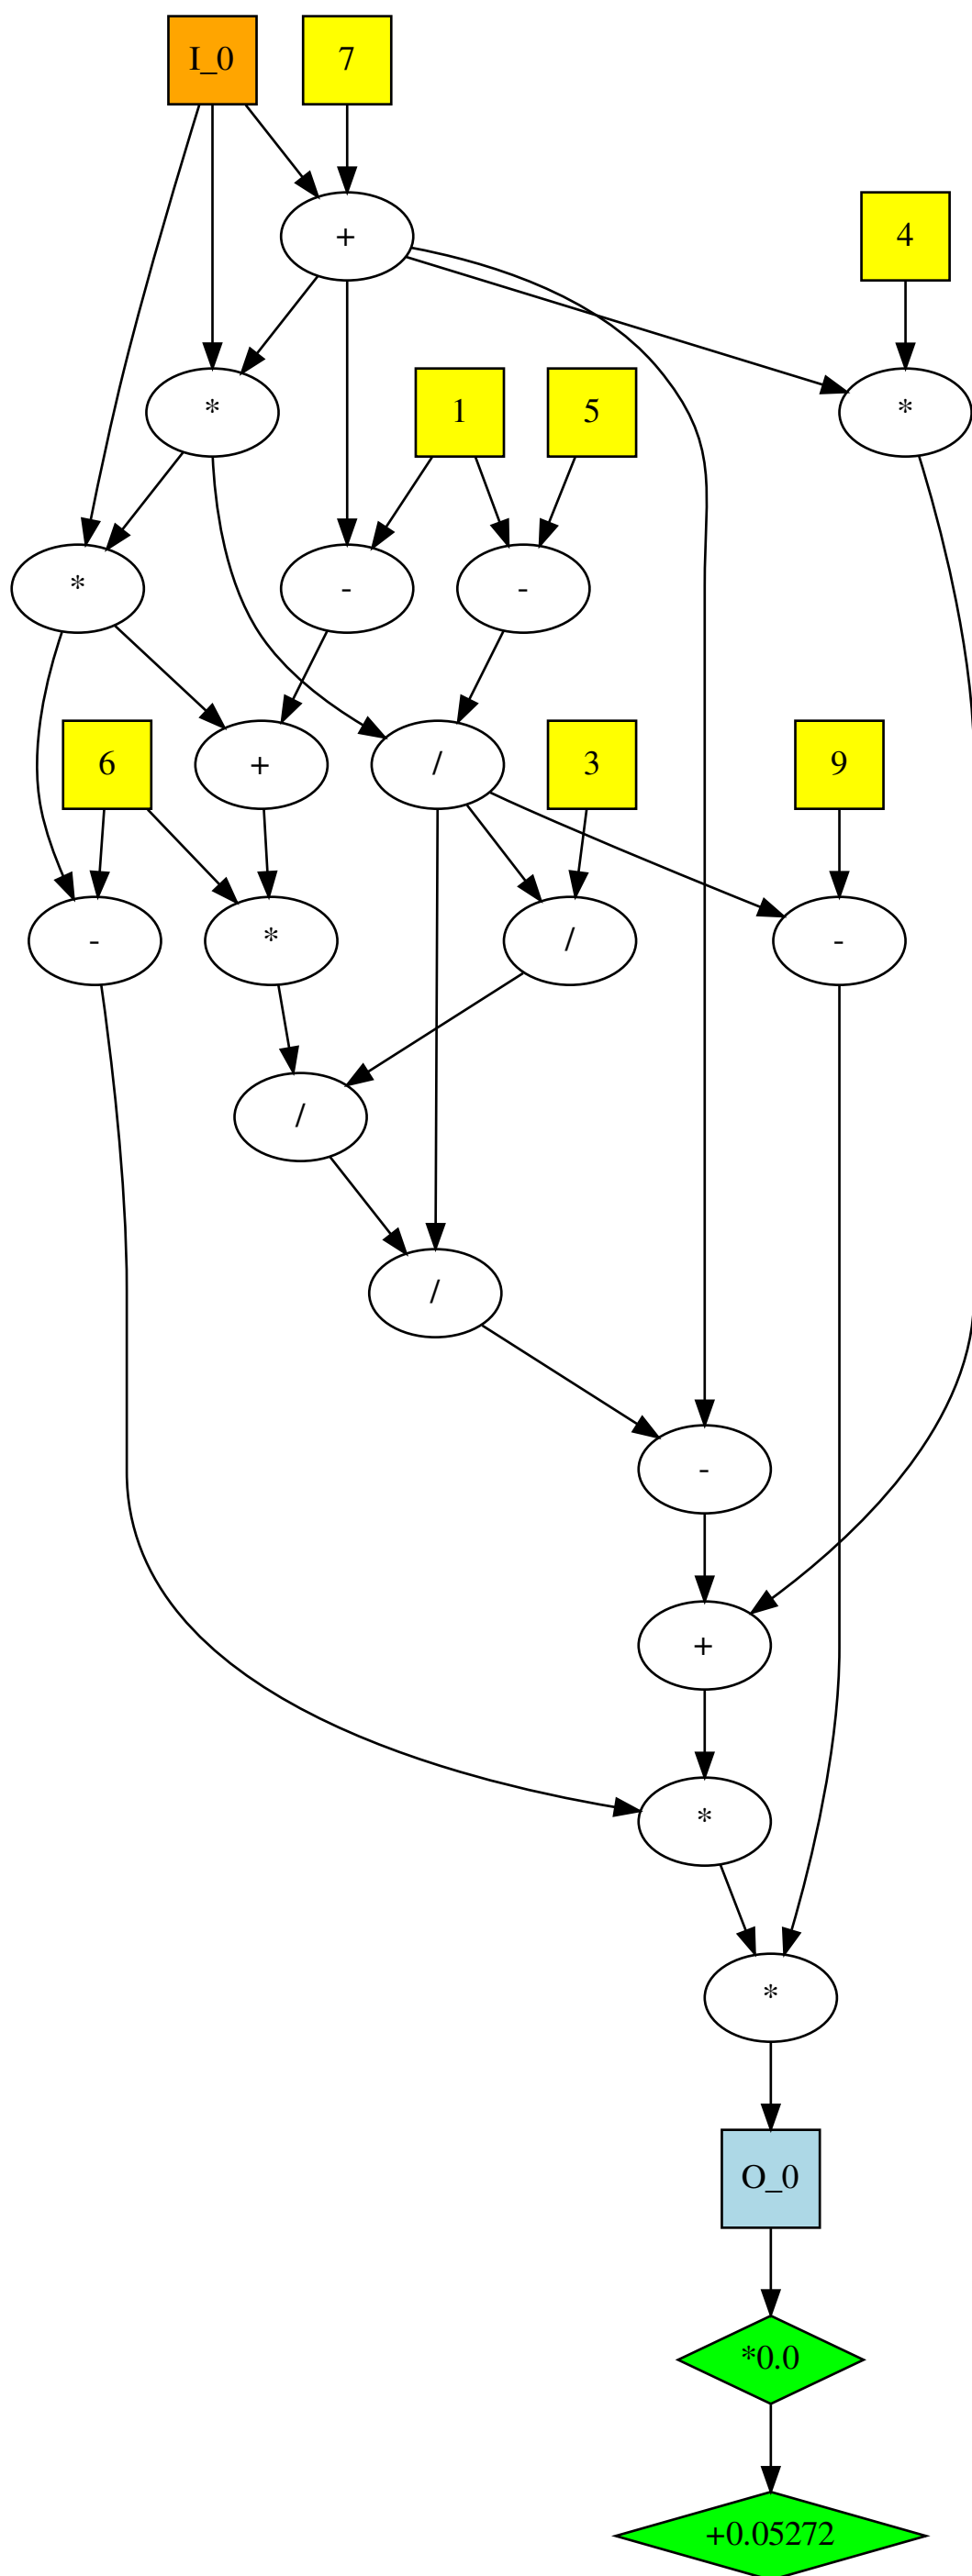 I_0 7
+ 4
* 1 5 *
* - -
6 + / 3 9
- * / -
/
/
-
+
*
*
O_0
*0.0
+0.05272